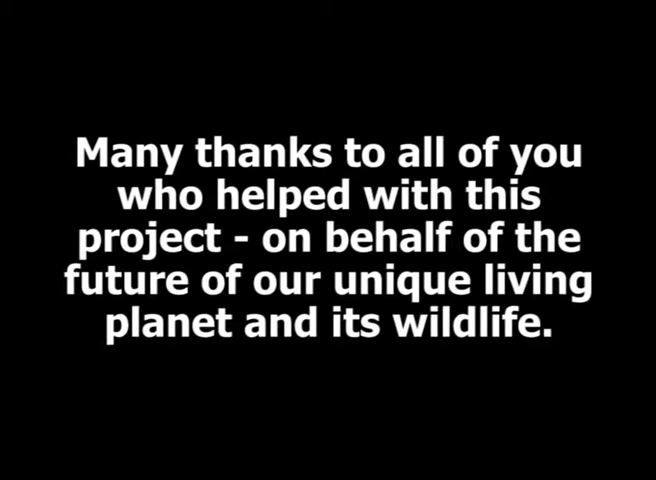 Many thanks to all of you
who helped with this
project - on behalf of the
future of our unique living
planet and its wildlife.